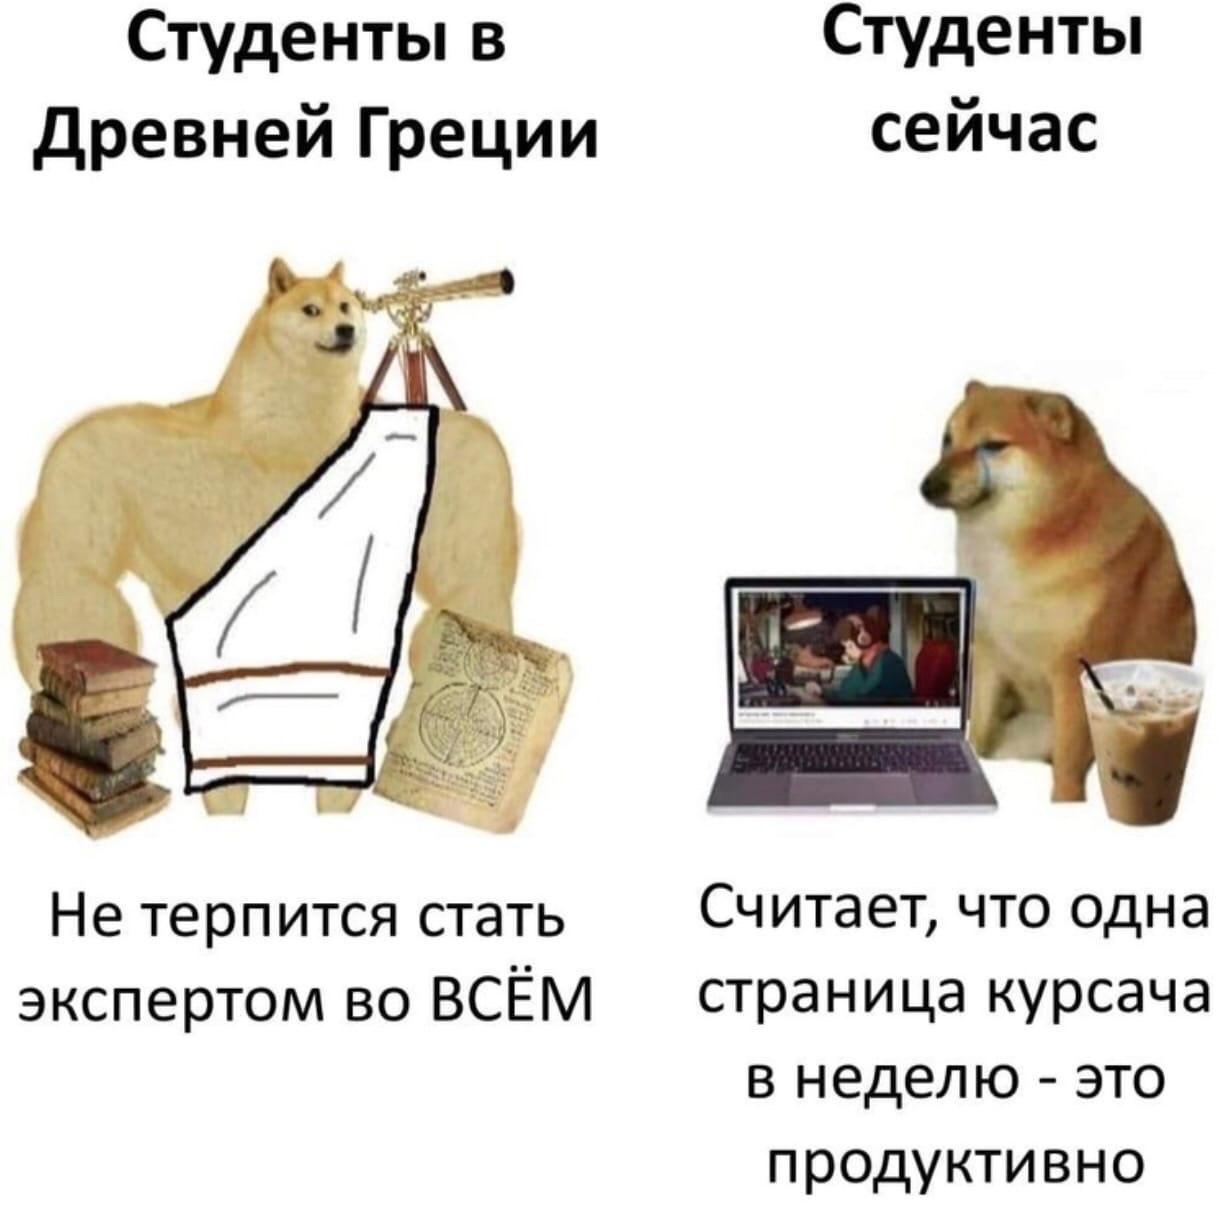 Студенты в
Древней Греции
Студенты
сейчас
Не терпится стать
экспертом во ВСЁМ
Считает, что одна
страница курсача
в неделю - это
продуктивно